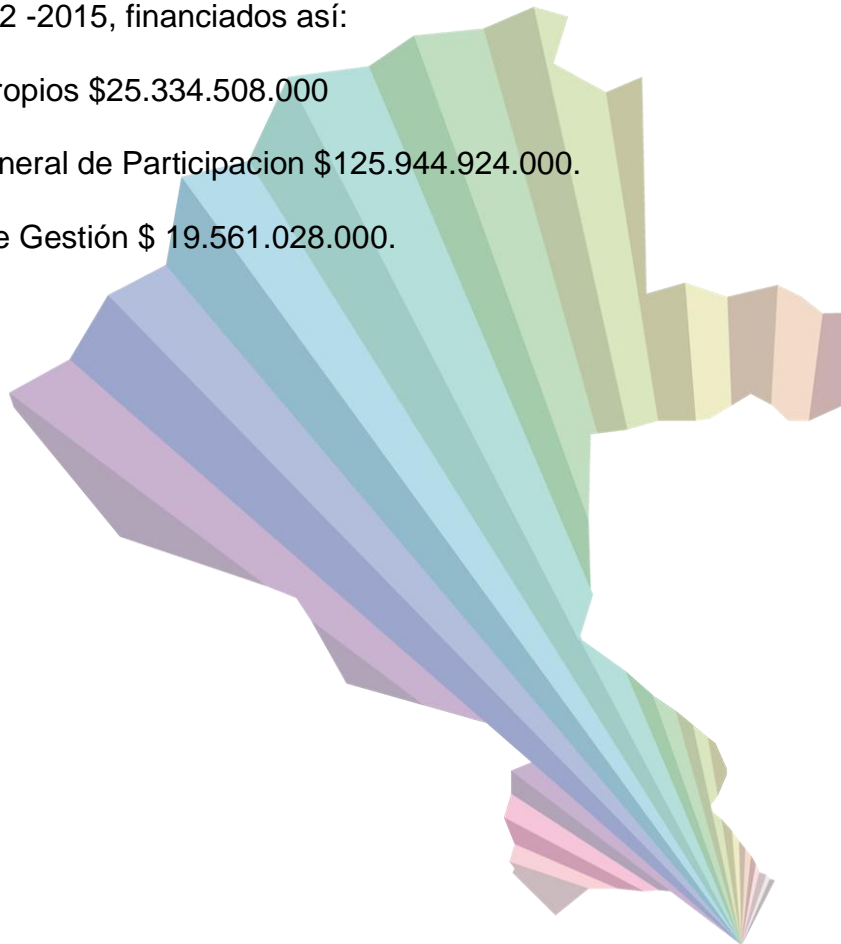 2 -2015, financiados así:
ropios $25.334.508.000
neral de Participacion $125.944.924.000.
e Gestión $ 19.561.028.000.